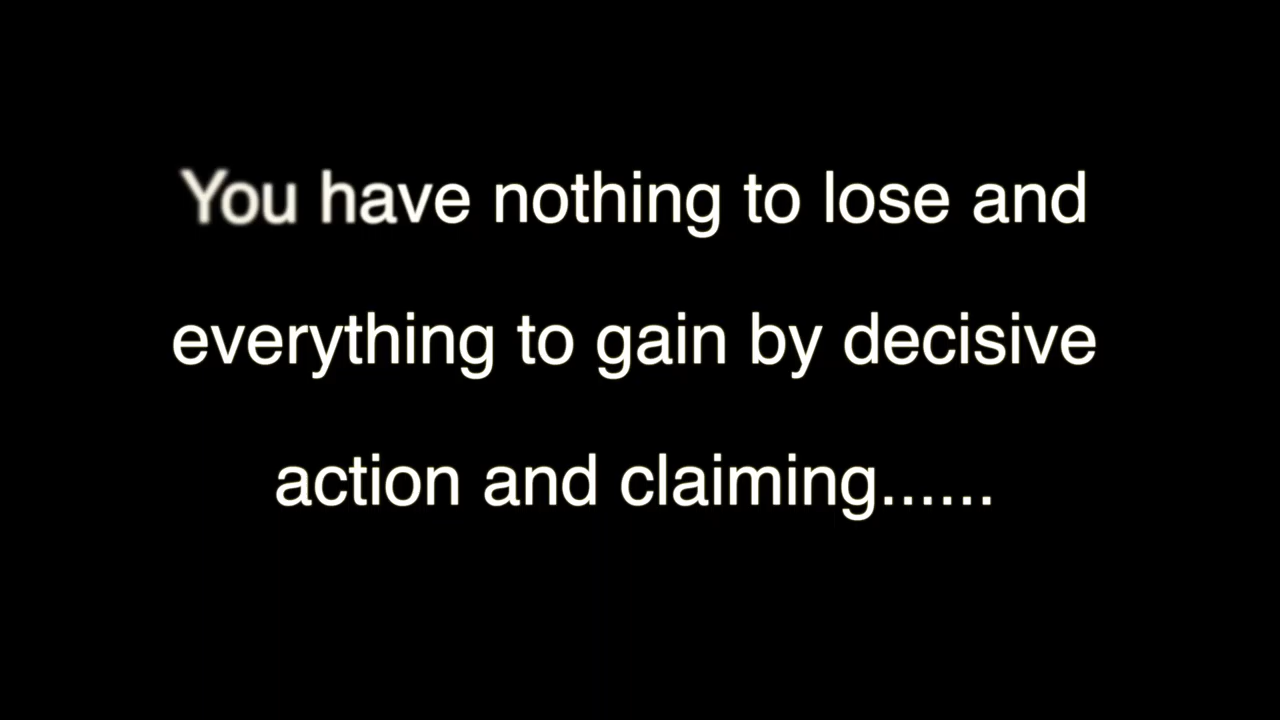 You have nothing to lose and
everything to gain by decisive
action and claiming......